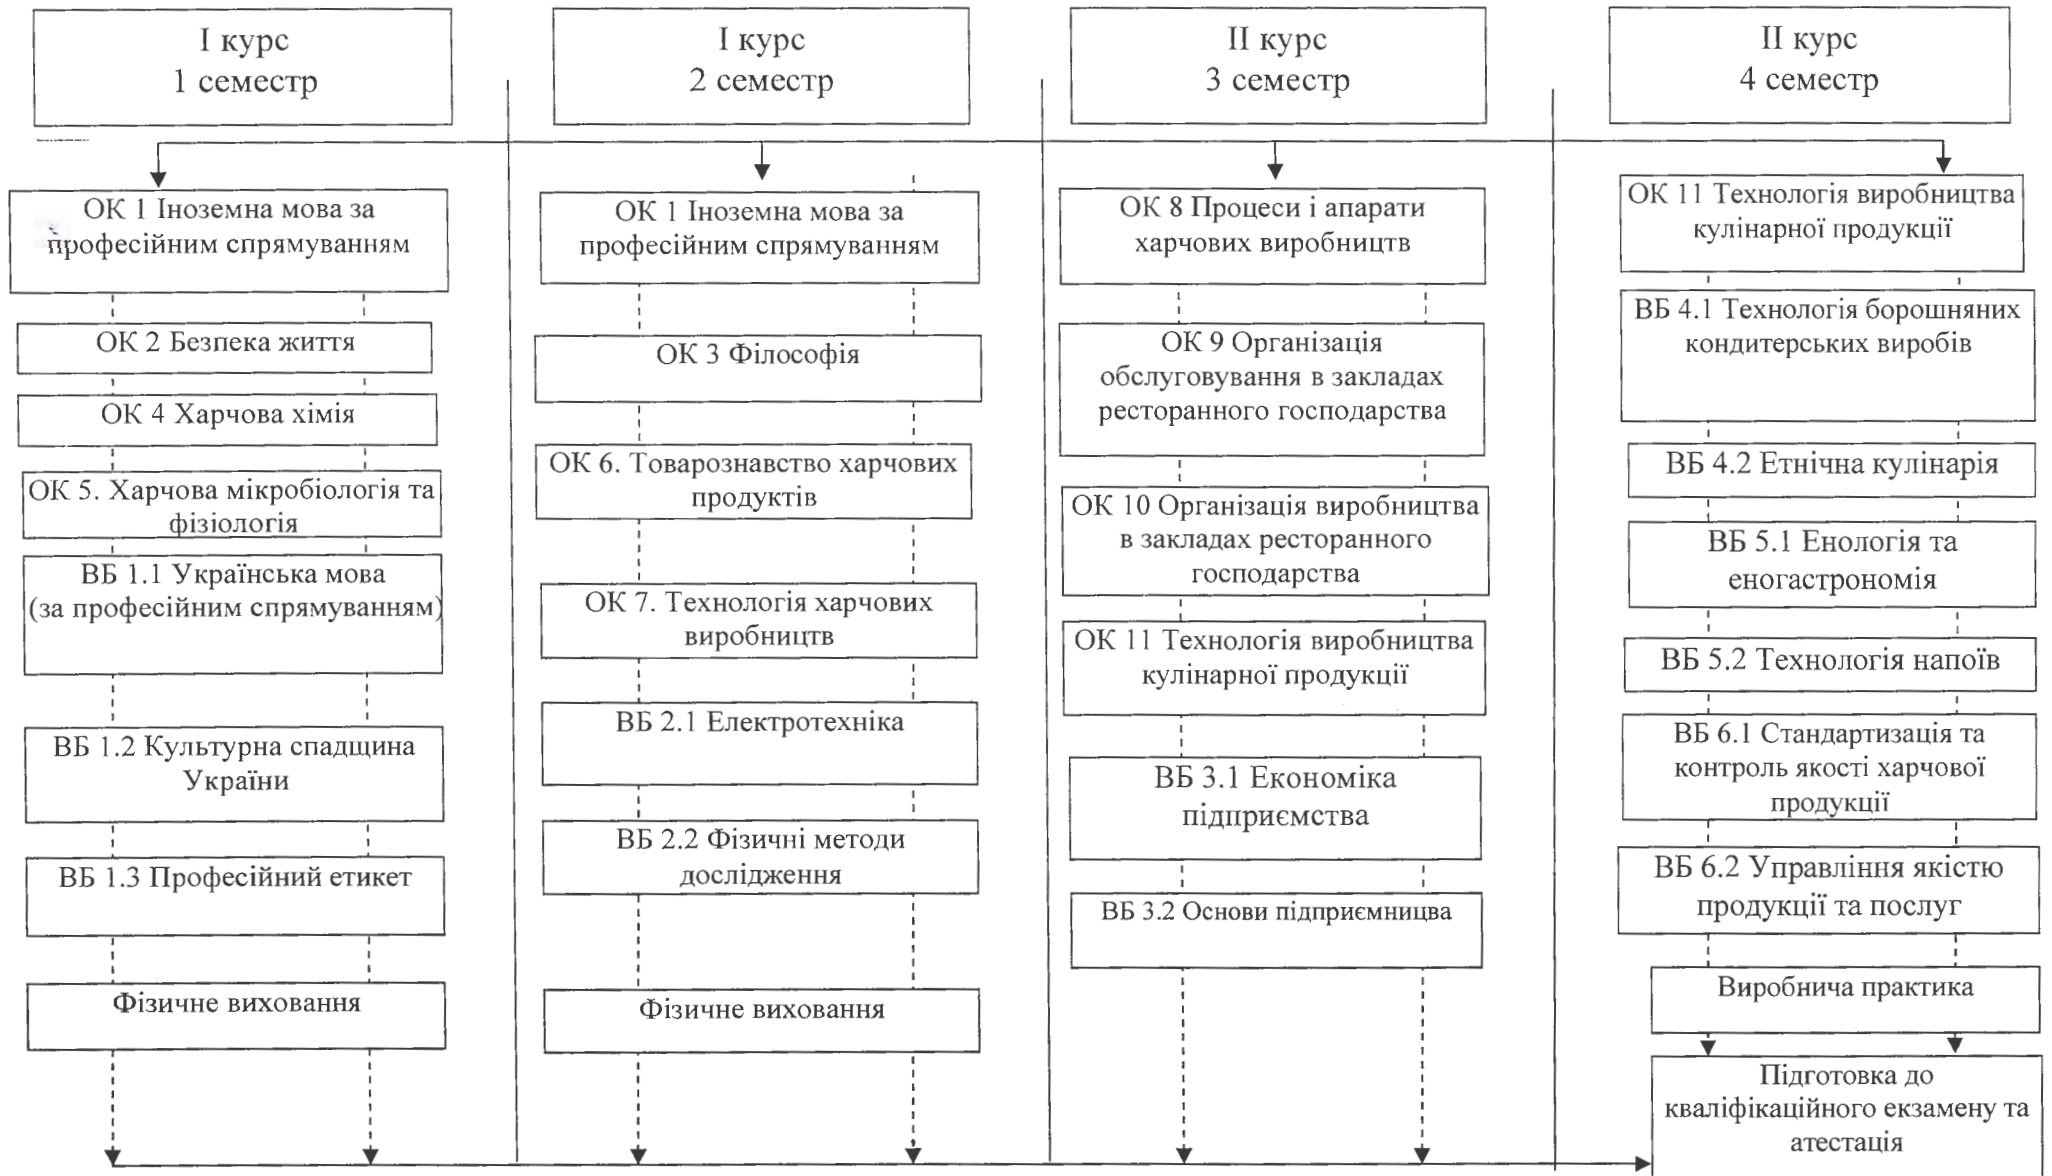 І курс
1 семестр
І курс
2 семестр
ІІ курс
3 семестр
ІІ курс
4 семестр
ОК 1 Іноземна мова за
професійним спрямуванням
ОК 2 Безпека життя
ОК 4 Харчова хімія
ОК 5. Харчова мікробіологія та
фізіологія
ВБ 1.1 Українська мова
(за професійним спрямуванням)
ВБ 1.2 Культурна спадщина
України
ВБ 1.3 Професійний етикет
Фізичне виховання
ОК 1 Іноземна мова за
професійним спрямуванням
ОК 3 Філософія
ОК 6. Товарознавство харчових
продуктів
ОК 7. Технологія харчових
виробництв
ВБ 2.1 Електротехніка
ВБ 2.2 Фізичні методи
дослідження
Фізичне виховання
ОК 8 Процеси і апарати
харчових виробництв
ОК 9 Організація
обслуговування в закладах
ресторанного господарства
ОК 10 Організація виробництва
в закладах ресторанного
господарства
ОК 11 Технологія виробництва
кулінарної продукції
ВБ 3.1 Економіка
підприємства
ВБ 3.2 Основи підприємницва
ОК 11 Технологія виробництва
кулінарної продукції
ВБ 4.1 Технологія борошняних
кондитерських виробів
ВБ 4.2 Етнічна кулінарія
ВБ 5.1 Енологія та
еногастрономія
ВБ 5.2 Технологія напоїв
ВБ 6.1 Стандартизація та
контроль якості харчової
продукції
ВБ 6.2 Управління якістю
продукції та послуг
Виробнича практика
Підготовка до
кваліфікаційного екзамену та
атестація